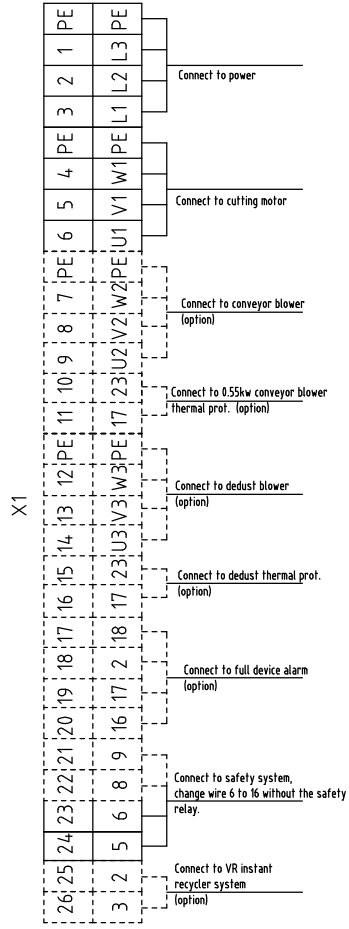 X1
PE PE
1 L3
2 L2
3 L1
Connect to power
PE PE
4 W1
5 V1
6 U1
Connect to cutting motor
PE PE
7 W2
8 V2
9 U2
Connect to conveyor blower
(option)
10 23
11 17
Connect to 0.55kw conveyor blower
thermal prot. (option)
PE PE
12 W3
13 V3
14 U3
Connect to dedust blower
(option)
15 23
16 17
Connect to dedust thermal prot.
(option)
17 18
18 2
19 17
20 16
Connect to full device alarm
(option)
21 9
22 8
23 6
24 5
Connect to safety system,
change wire 6 to 16 without the safety
relay.
25 2
26 3
Connect to VR instant
recycler system
(option)